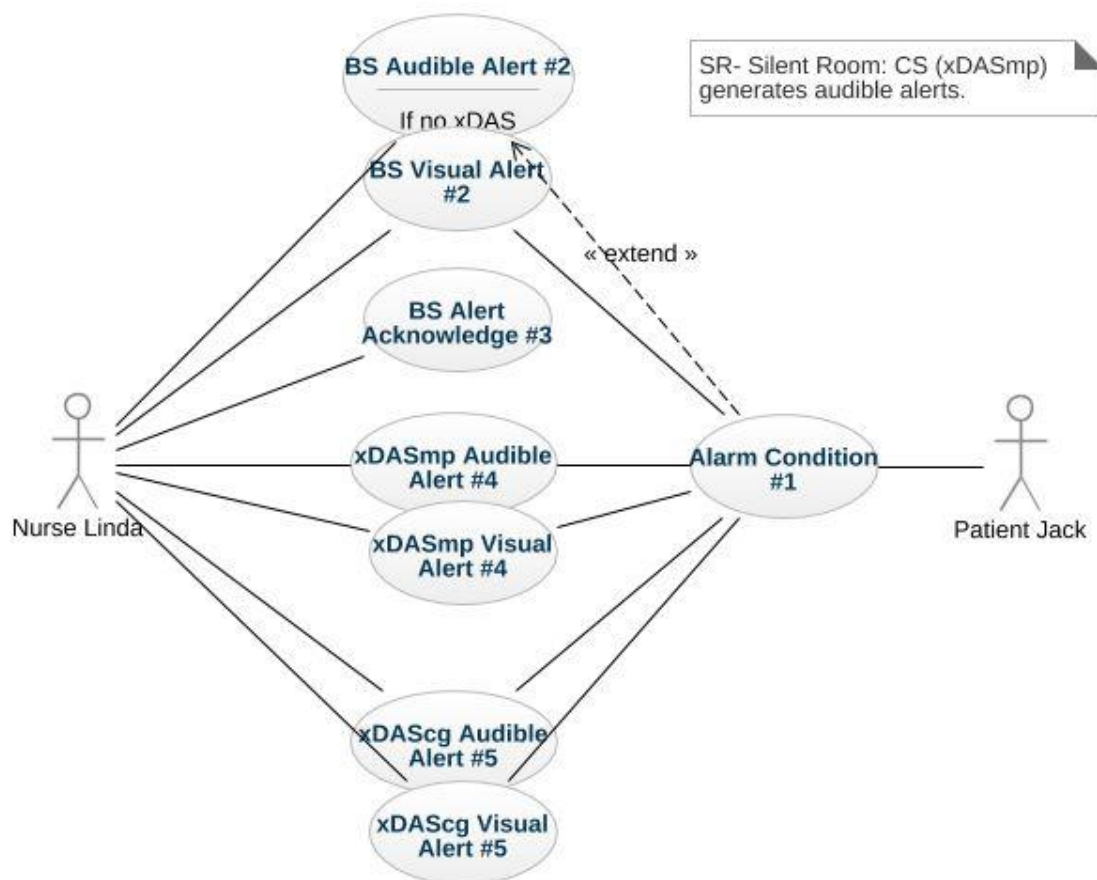 BS Audible Alert #2
If no xDAS
SR- Silent Room: CS (xDASmp)
generates audible alerts.
BS Visual Alert
#2
« extend »
BS Alert
Acknowledge #3
xDASmp Audible
Alert #4
Alarm Condition
#1
Nurse Linda
Patient Jack
xDASmp Visual
Alert #4
xDAScg Audible
Alert #5
xDAScg Visual
Alert #5